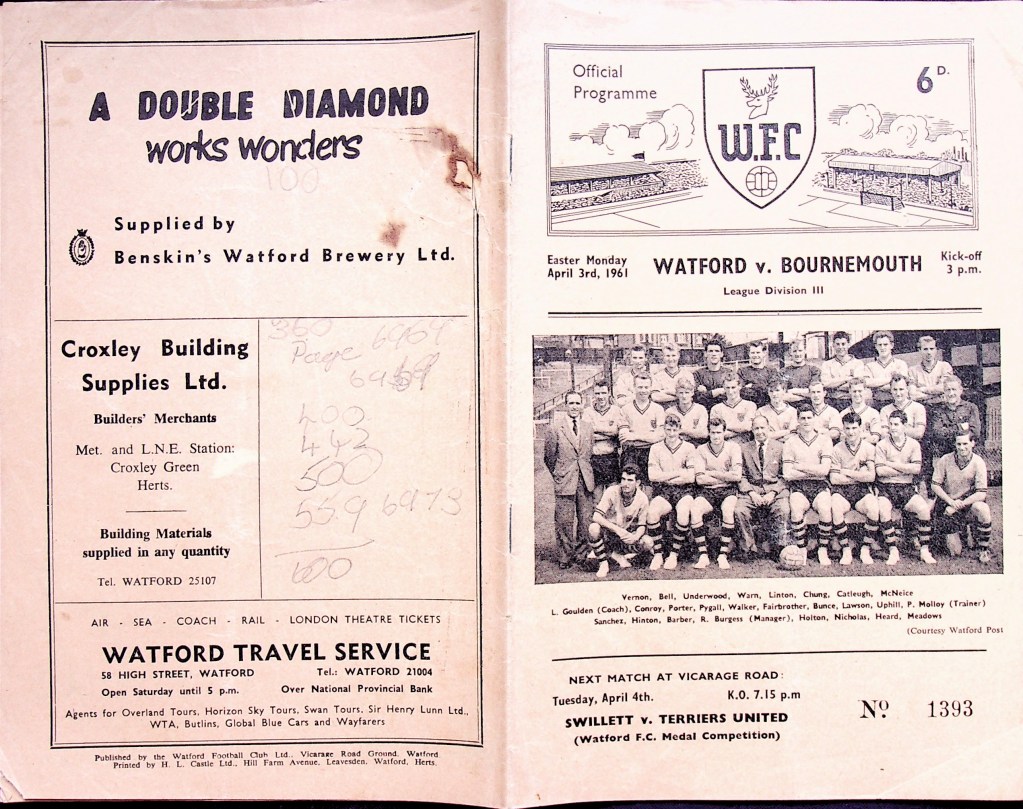 A DOUBLE DIAMOND
works wonders
100
Supplied by
Benskin's Watford Brewery Ltd.
Croxley Building
Supplies Ltd.
Builders' Merchants
Met. and L.N.E. Station:
Croxley Green
Herts.
Building Materials
supplied in any quantity
Tel. WATFORD 25107
360
Page 6969
6969
400
443
500
559 6973
600
AIR - SEA - COACH - RAIL - LONDON THEATRE TICKETS
WATFORD TRAVEL SERVICE
58 HIGH STREET, WATFORD Tel.: WATFORD 21004
Open Saturday until 5 p.m. Over National Provincial Bank
Agents for Overland Tours, Horizon Sky Tours, Swan Tours, Sir Henry Lunn Ltd.,
WTA, Butlins, Global Blue Cars and Wayfarers
Published by the Watford Football Club Ltd., Vicarage Road Ground, Watford
Printed by H. L. Castle Ltd., Hill Farm Avenue, Leavesden, Watford, Herts.
Official
Programme
6D.
W.F.C
Easter Monday
April 3rd, 1961
WATFORD v. BOURNEMOUTH
Kick-off
3 p.m.
League Division III
Vernon, Bell, Underwood, Warn, Linton, Chung, Catleugh, McNeice
L. Goulden (Coach), Conroy, Porter, Pygall, Walker, Fairbrother, Bunce, Lawson, Uphill, P. Molloy (Trainer)
Sanchez, Hinton, Barber, R. Burgess (Manager), Holton, Nicholas, Heard, Meadows
(Courtesy Watford Post
NEXT MATCH AT VICARAGE ROAD:
Tuesday, April 4th. K.O. 7.15 p.m
SWILLETT v. TERRIERS UNITED
(Watford F.C. Medal Competition)
No 1393